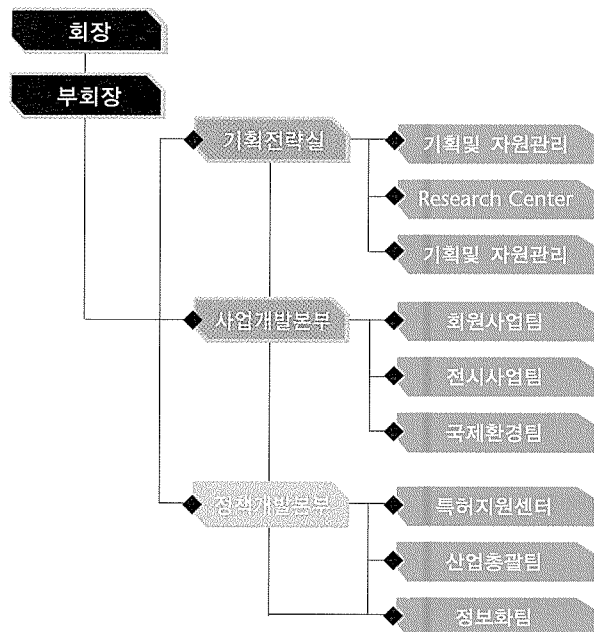 회장
부회장
기획전략실
기획및 자원관리
Research Center
기획및 자원관리
사업개발본부
회원사업팀
전시사업팀
국제환경팀
정책개발본부
특허지원센터
산업총괄팀
정보화팀